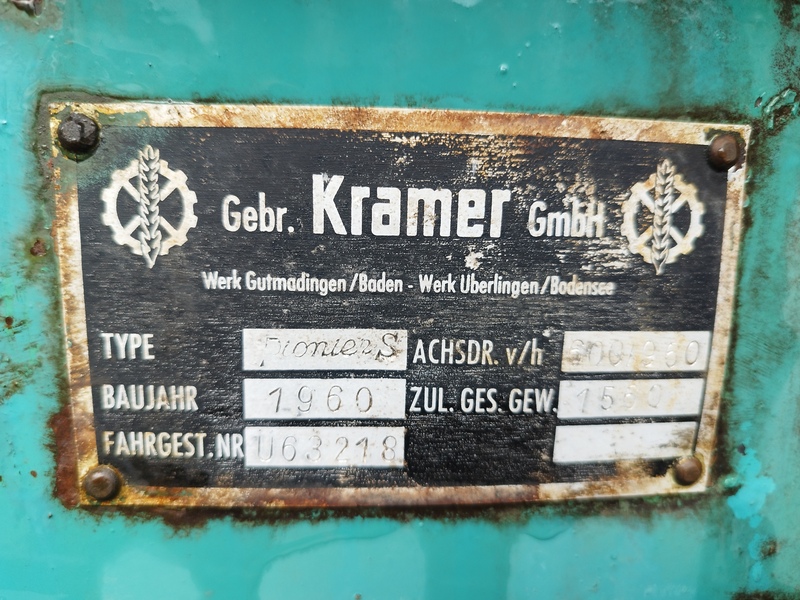 Gebr. Kramer GmbH
Werk Gutmadingen/Baden - Werk Uberlingen/Bodensee
TYPE Pionier S ACHSDR. v/h
BAUJAHR 1960 ZUL. GES. GEW.
FAHRGEST.NR U63218